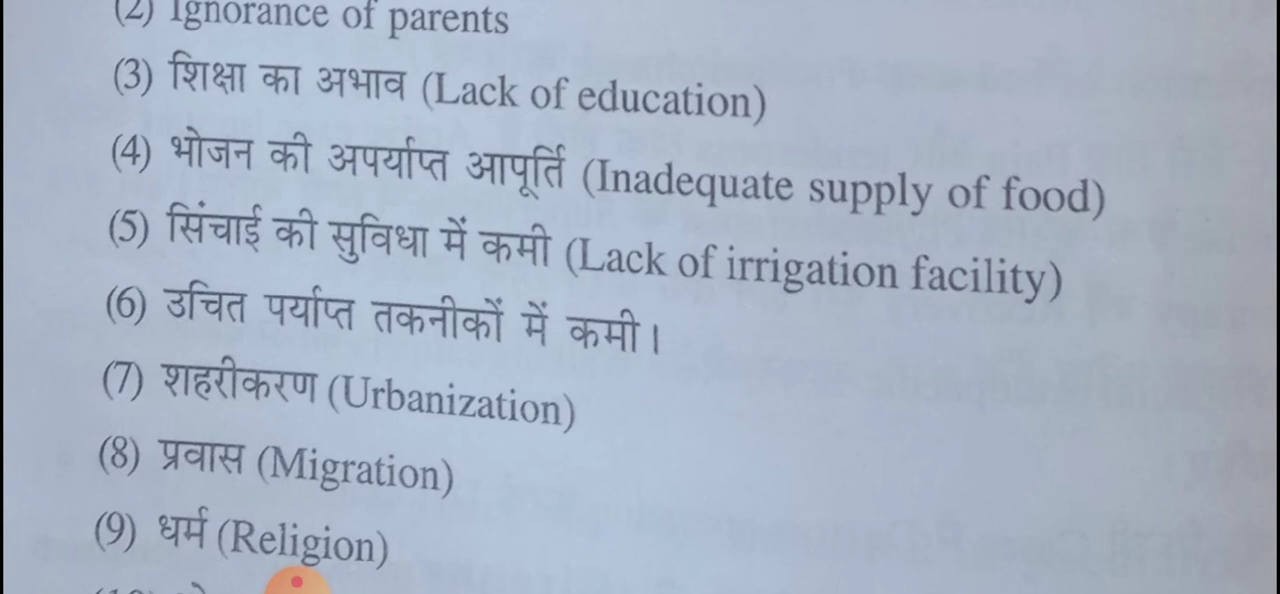 (2) Ignorance of parents
(3) शिक्षा का अभाव (Lack of education)
(4) भोजन की अपर्याप्त आपूर्ति (Inadequate supply of food)
(5) सिंचाई की सुविधा में कमी (Lack of irrigation facility)
(6) उचित पर्याप्त तकनीकों में कमी।
(7) शहरीकरण (Urbanization)
(8) प्रवास (Migration)
(9) धर्म (Religion)